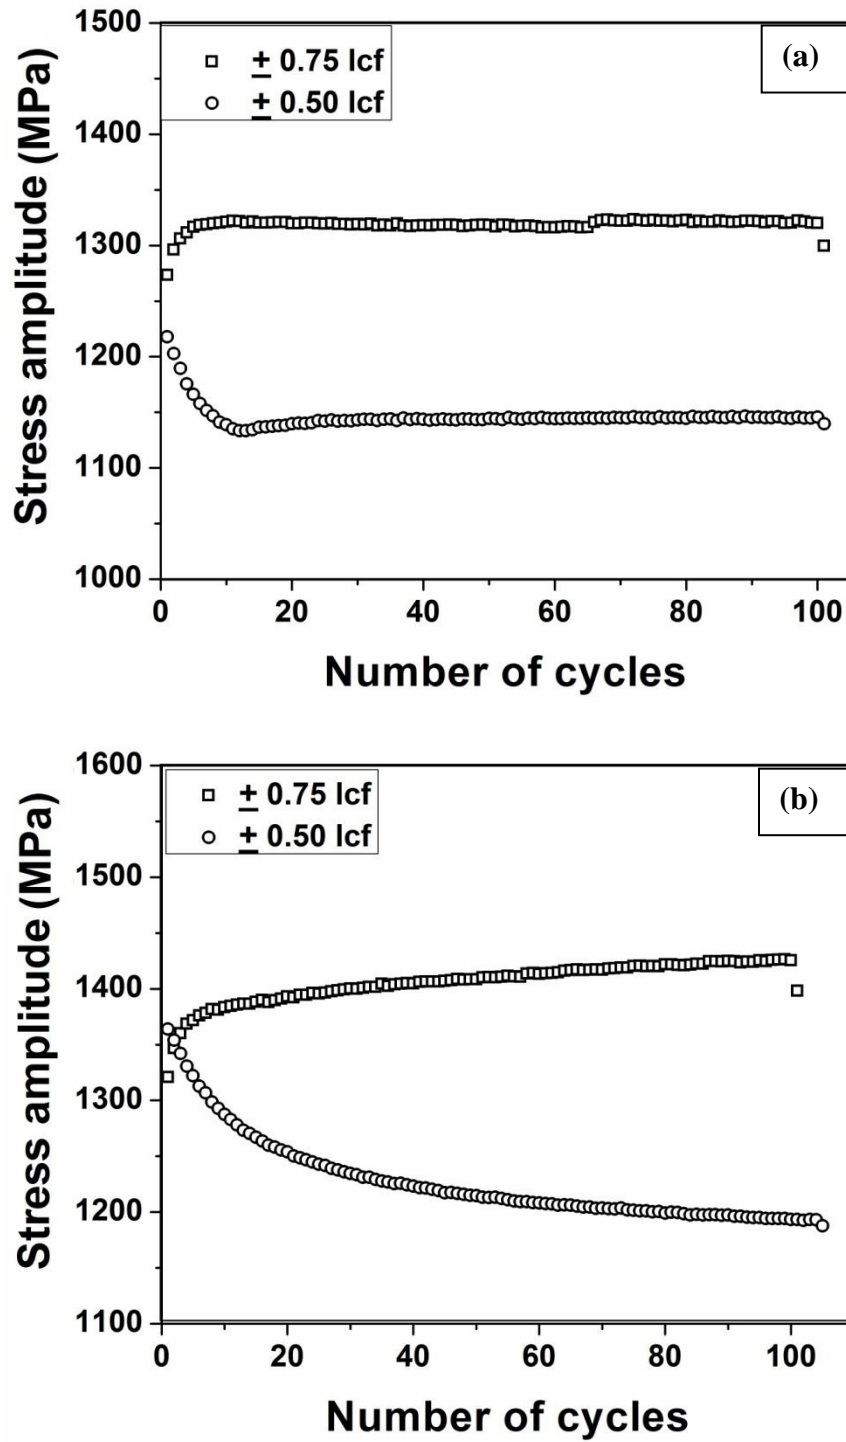 1500
± 0.75 lcf
(a)
± 0.50 lcf
1400
1300
1200
1100
1000
Stress amplitude (MPa)
0 20 40 60 80 100
Number of cycles
1600
± 0.75 lcf
(b)
± 0.50 lcf
1500
1400
1300
1200
1100
Stress amplitude (MPa)
0 20 40 60 80 100
Number of cycles